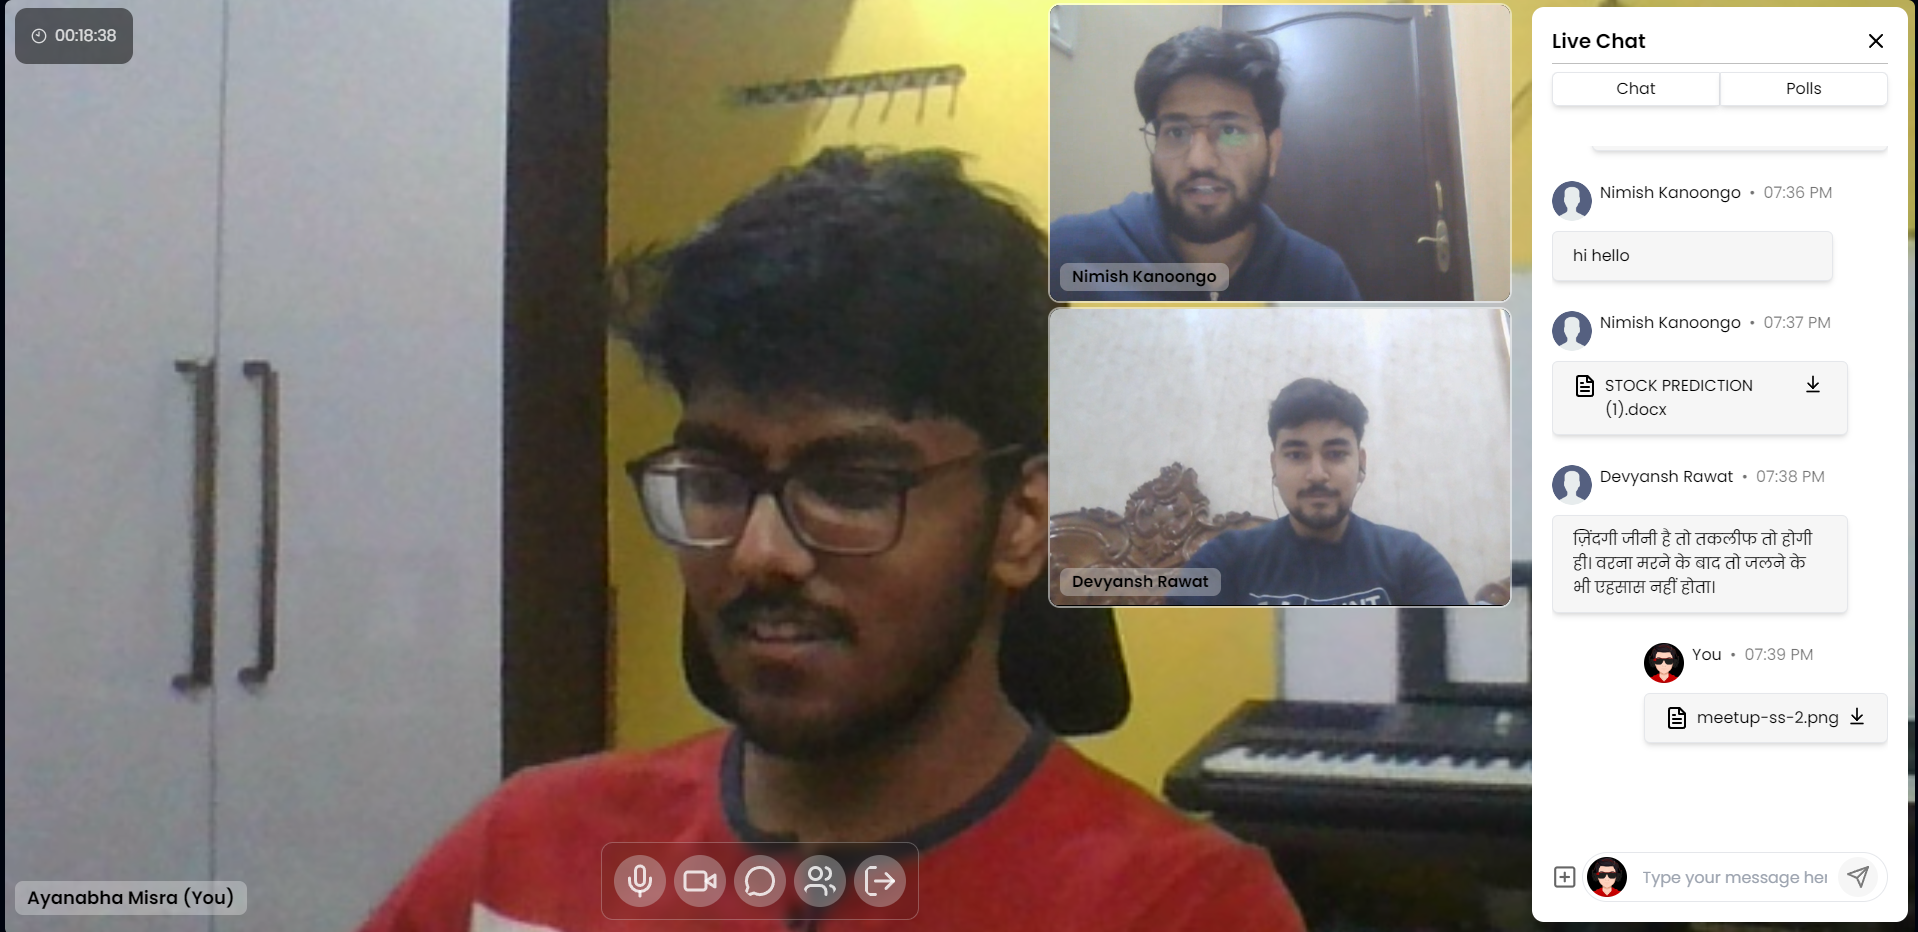 00:18:38
Nimish Kanoongo
Devyansh Rawat
Ayanabha Misra (You)
Live Chat
Chat
Polls
Nimish Kanoongo • 07:36 PM
hi hello
Nimish Kanoongo • 07:37 PM
STOCK PREDICTION
(1).docx
Devyansh Rawat • 07:38 PM
ज़िंदगी जीनी है तो तकलीफ तो होगी
ही। वरना मरने के बाद तो जलने के
भी एहसास नहीं होता।
You • 07:39 PM
meetup-ss-2.png
Type your message her